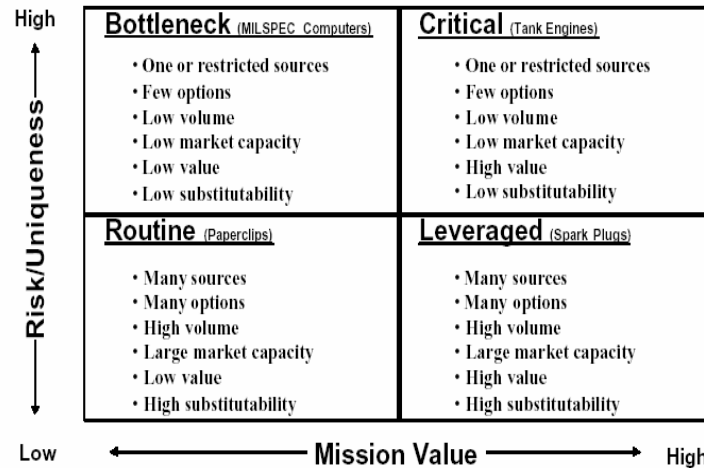 High
Risk/Uniqueness
Bottleneck (MILSPEC Computers)
• One or restricted sources
• Few options
• Low volume
• Low market capacity
• Low value
• Low substitutability
Critical (Tank Engines)
• One or restricted sources
• Few options
• Low volume
• Low market capacity
• High value
• Low substitutability
Routine (Paperclips)
• Many sources
• Many options
• High volume
• Large market capacity
• Low value
• High substitutability
Leveraged (Spark Plugs)
• Many sources
• Many options
• High volume
• Large market capacity
• High value
• High substitutability
Low
Mission Value
High